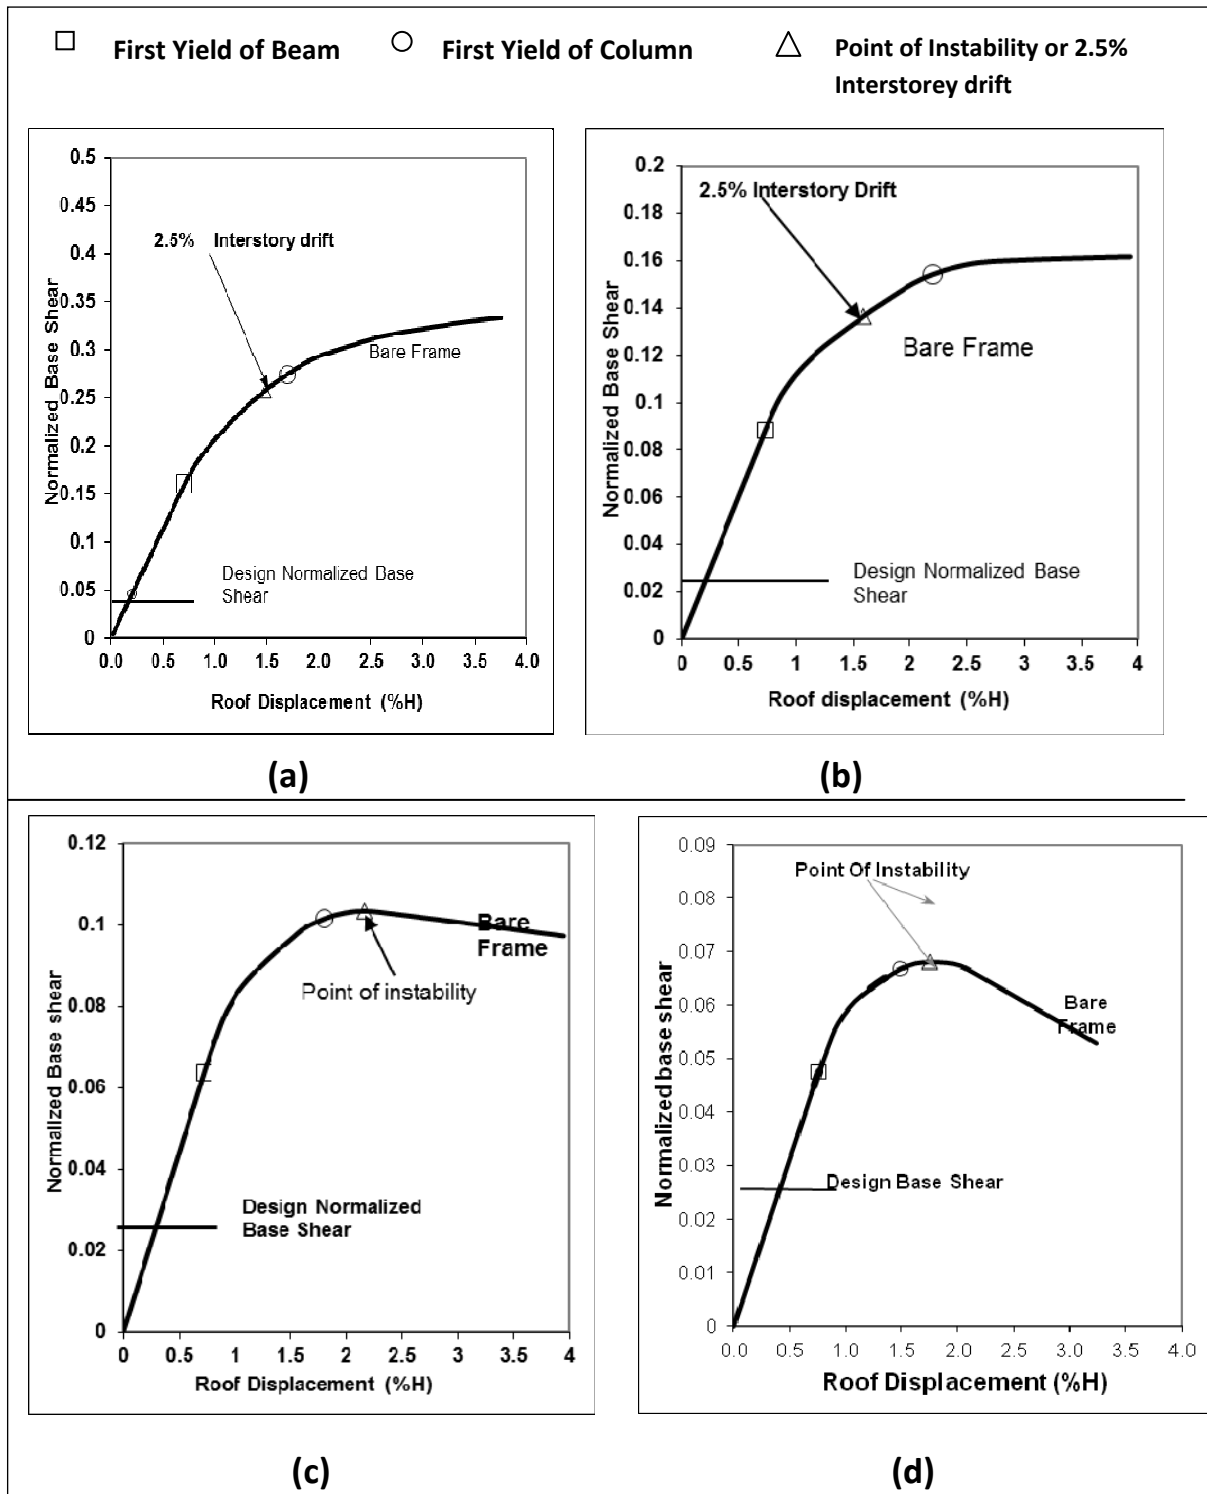 First Yield of Beam
First Yield of Column
Point of Instability or 2.5%
Interstorey drift
0.5
0.45
0.4
0.35
0.3
0.25
0.2
0.15
0.1
0.05
0
Normalized Base Shear
2.5% Interstory drift
Bare Frame
Design Normalized Base
Shear
0.0 0.5 1.0 1.5 2.0 2.5 3.0 3.5 4.0
Roof Displacement (%H)
(a)
0.2
0.18
0.16
0.14
0.12
0.1
0.08
0.06
0.04
0.02
0
Normalized Base Shear
2.5% Interstory Drift
Bare Frame
Design Normalized Base
Shear
0 0.5 1 1.5 2 2.5 3 3.5 4
Roof displacement (%H)
(b)
0.12
0.1
0.08
0.06
0.04
0.02
0
Normalized Base shear
Bare
Frame
Point of instability
Design Normalized
Base Shear
0 0.5 1 1.5 2 2.5 3 3.5 4
Roof Displacement (%H)
(c)
0.09
0.08
0.07
0.06
0.05
0.04
0.03
0.02
0.01
0
Normalized base shear
Point Of Instability
Bare
Frame
Design Base Shear
0.0 0.5 1.0 1.5 2.0 2.5 3.0 3.5 4.0
Roof Displacement (%H)
(d)